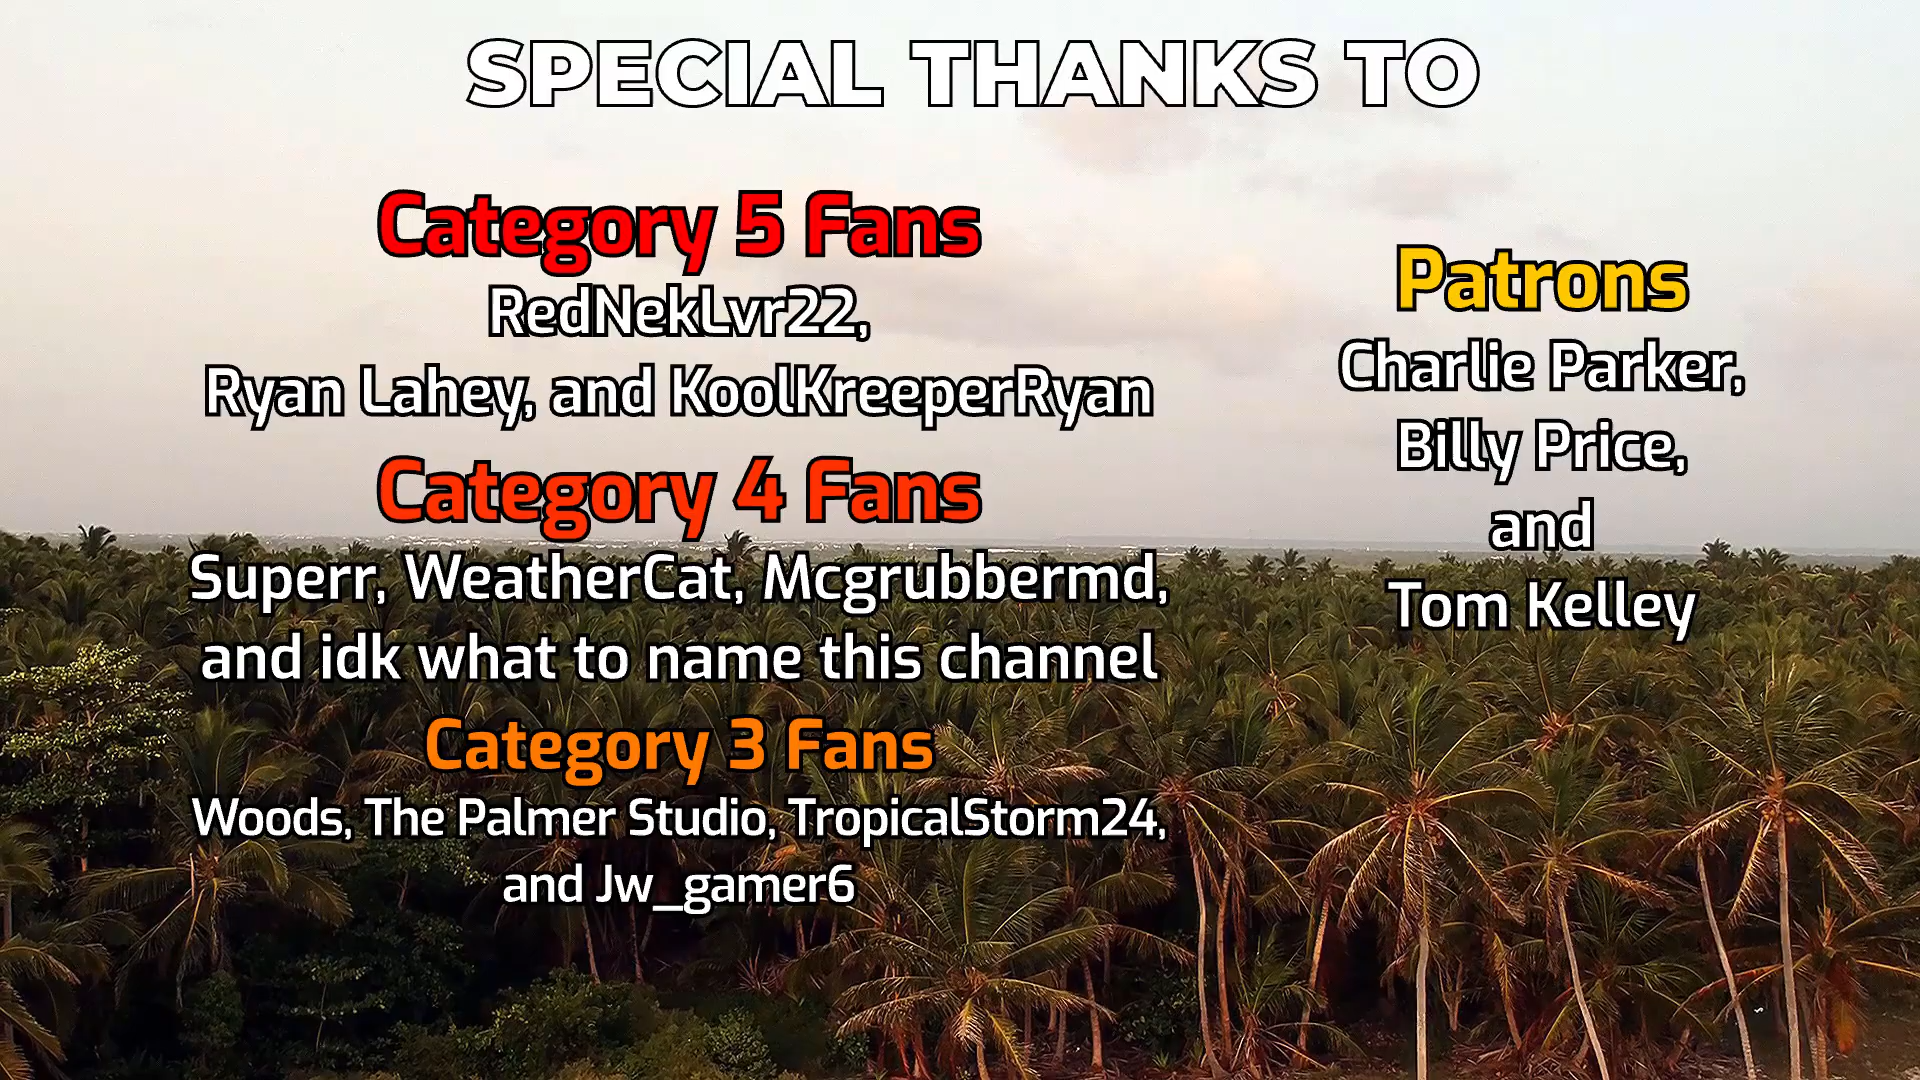 SPECIAL THANKS TO
Category 5 Fans
RedNekLvr22,
Ryan Lahey, and KoolKreeperRyan
Category 4 Fans
Superr, WeatherCat, Mcgrubbermd,
and idk what to name this channel
Category 3 Fans
Woods, The Palmer Studio, TropicalStorm24,
and Jw_gamer6
Patrons
Charlie Parker,
Billy Price,
and
Tom Kelley